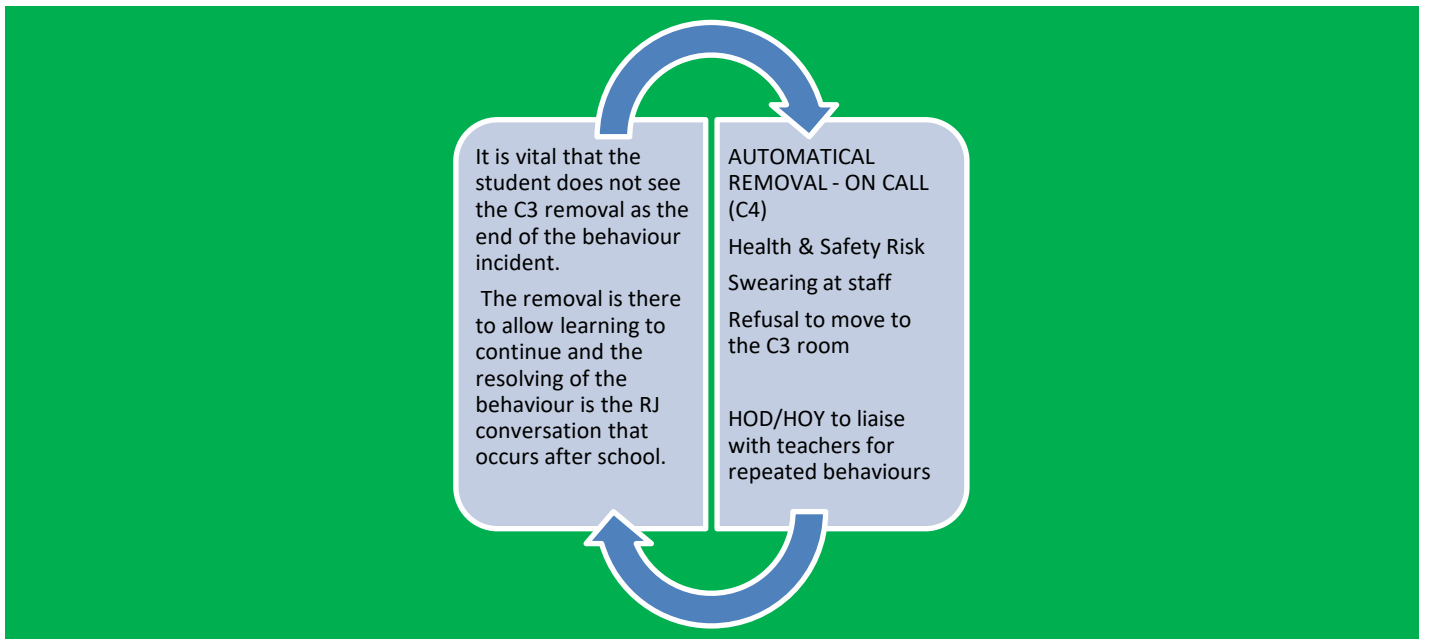 It is vital that the
student does not see
the C3 removal as the
end of the behaviour
incident.
The removal is there
to allow learning to
continue and the
resolving of the
behaviour is the RJ
conversation that
occurs after school.
AUTOMATICAL
REMOVAL - ON CALL
(C4)
Health & Safety Risk
Swearing at staff
Refusal to move to
the C3 room
HOD/HOY to liaise
with teachers for
repeated behaviours